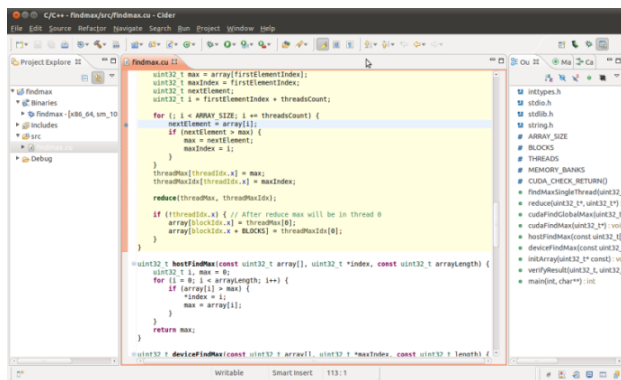 C/C++ - findmax/src/findmax.cu - Cider
File Edit Source Refactor Navigate Search Run Project Window Help
Project Explore
findmax
Binaries
findmax - [x86_64, sm_10
Includes
src
findmax.cu
Debug
findmax.cu
uint32_t max = array[firstElementIndex];
uint32_t maxIndex = firstElementIndex;
uint32_t nextElement;
uint32_t i = firstElementIndex + threadsCount;
for (; i < ARRAY_SIZE; i += threadsCount) {
nextElement = array[i];
if (nextElement > max) {
max = nextElement;
maxIndex = i;
}
}
threadMax[threadIdx.x] = max;
threadMaxIdx[threadIdx.x] = maxIndex;
reduce(threadMax, threadMaxIdx);
if (!threadIdx.x) { // After reduce max will be in thread 0
array[blockIdx.x] = threadMax[0];
array[blockIdx.x + BLOCKS] = threadMaxIdx[0];
}
}
uint32_t hostFindMax(const uint32_t array[], uint32_t *index, const uint32_t arrayLength) {
uint32_t i, max = 0;
for (i = 0; i < arrayLength; i++) {
if (array[i] > max) {
*index = i;
max = array[i];
}
}
return max;
}
uint32_t deviceFindMax(const uint32_t array[], uint32_t *maxIndex, const uint32_t length) {
Ou
Ma
Ca
inttypes.h
stdio.h
stdlib.h
string.h
ARRAY_SIZE
BLOCKS
THREADS
MEMORY_BANKS
CUDA_CHECK_RETURN()
findMaxSingleThread(uint32
reduce(uint32_t*, uint32_t*)
cudaFindGlobalMax(uint32_t
cudaFindMax(uint32_t*) : voi
hostFindMax(const uint32_t[
deviceFindMax(const uint32
initArray(uint32_t* const) : v
verifyResult(uint32_t, uint32
main(int, char**) : int
Writable
Smart Insert
113 : 1